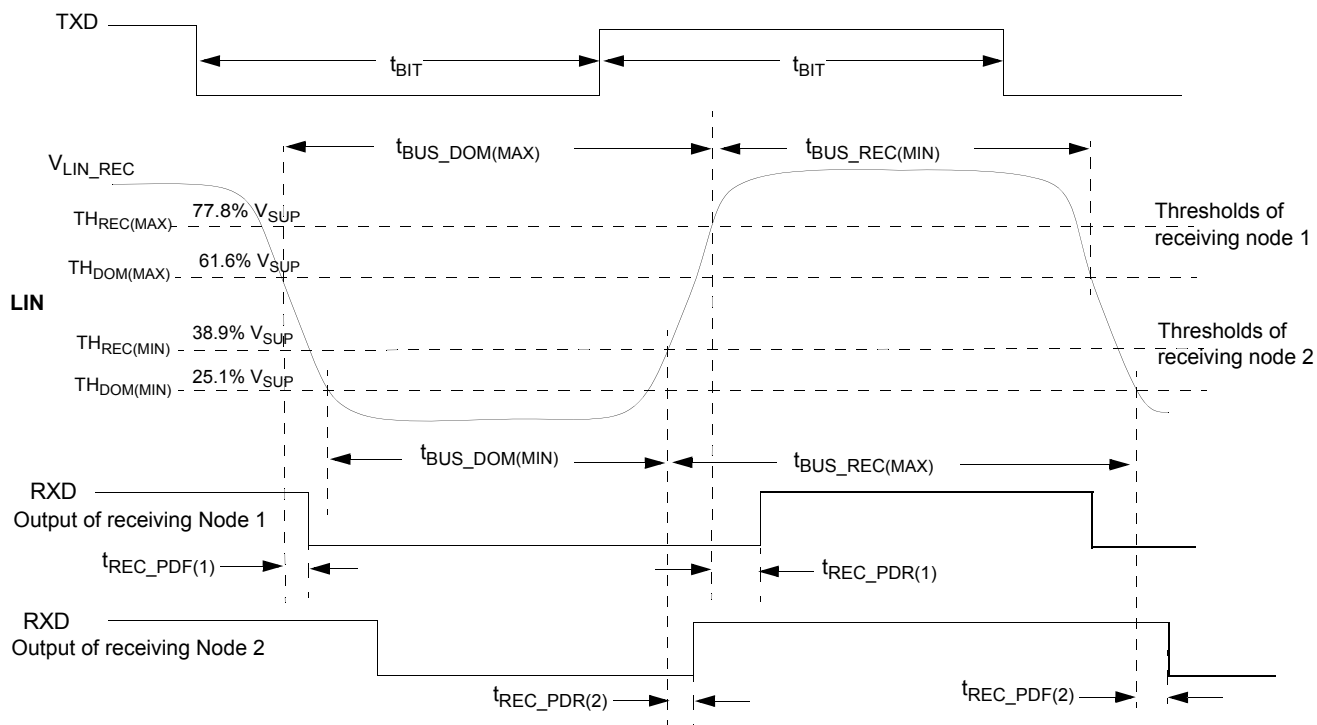 TXD
tBIT
tBIT
tBUS_DOM(MAX)
tBUS_REC(MIN)
VLIN_REC
THREC(MAX)
77.8% VSUP
Thresholds of
receiving node 1
THDOM(MAX)
61.6% VSUP
LIN
THREC(MIN)
38.9% VSUP
Thresholds of
receiving node 2
THDOM(MIN)
25.1% VSUP
tBUS_DOM(MIN)
tBUS_REC(MAX)
RXD
Output of receiving Node 1
tREC_PDF(1)
tREC_PDR(1)
RXD
Output of receiving Node 2
tREC_PDR(2)
tREC_PDF(2)